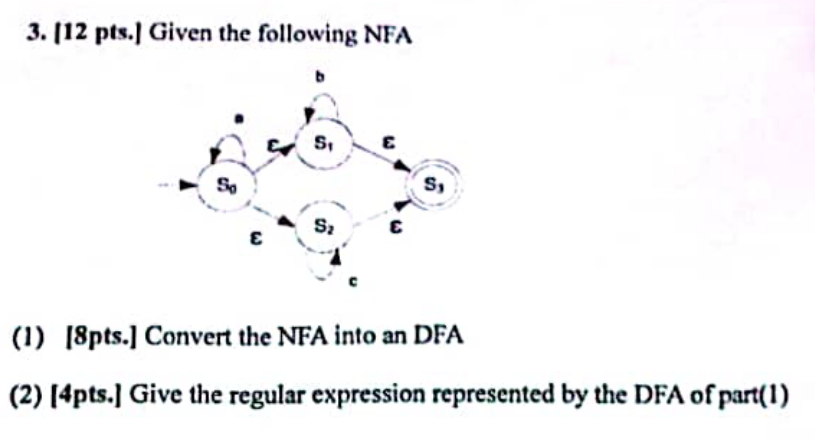 3. [12 pts.] Given the following NFA
b
a
ε S₁ ε
S₀ S₃
S₂
ε ε
c
(1) [8pts.] Convert the NFA into an DFA
(2) [4pts.] Give the regular expression represented by the DFA of part(1)